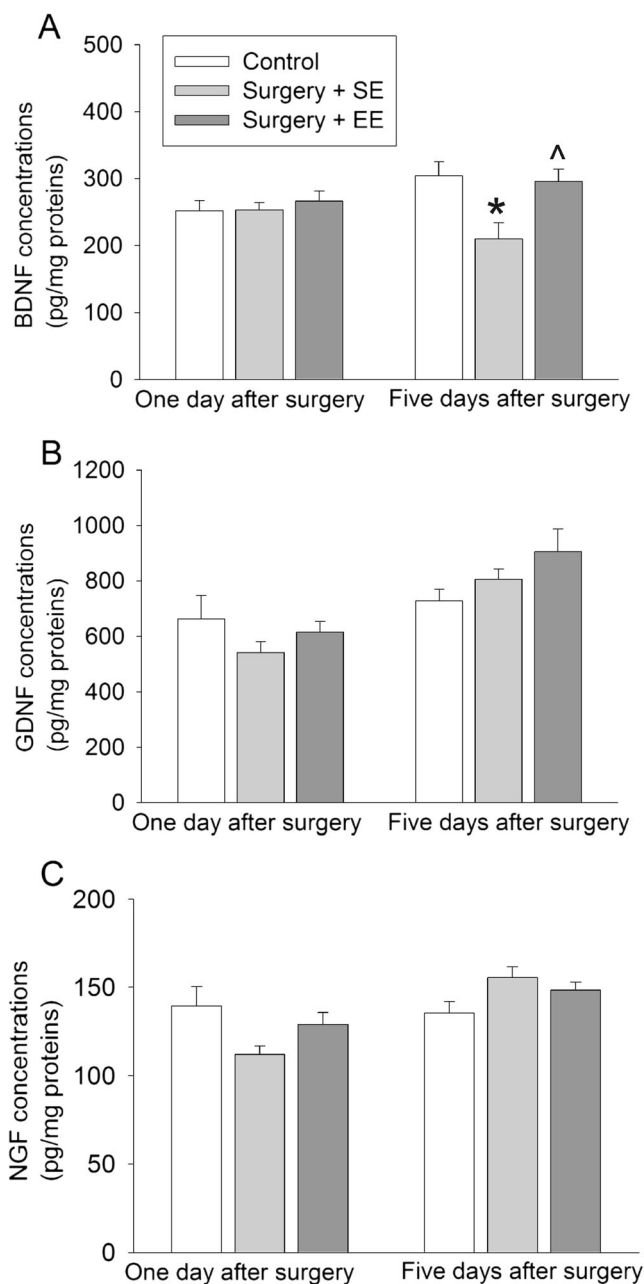 A
500
400
300
200
100
0
BDNF concentrations
(pg/mg proteins)
Control
Surgery + SE
Surgery + EE
*
^
One day after surgery
Five days after surgery
B
1200
1000
800
600
400
200
0
GDNF concentrations
(pg/mg proteins)
One day after surgery
Five days after surgery
C
200
150
100
50
0
NGF concentrations
(pg/mg proteins)
One day after surgery
Five days after surgery